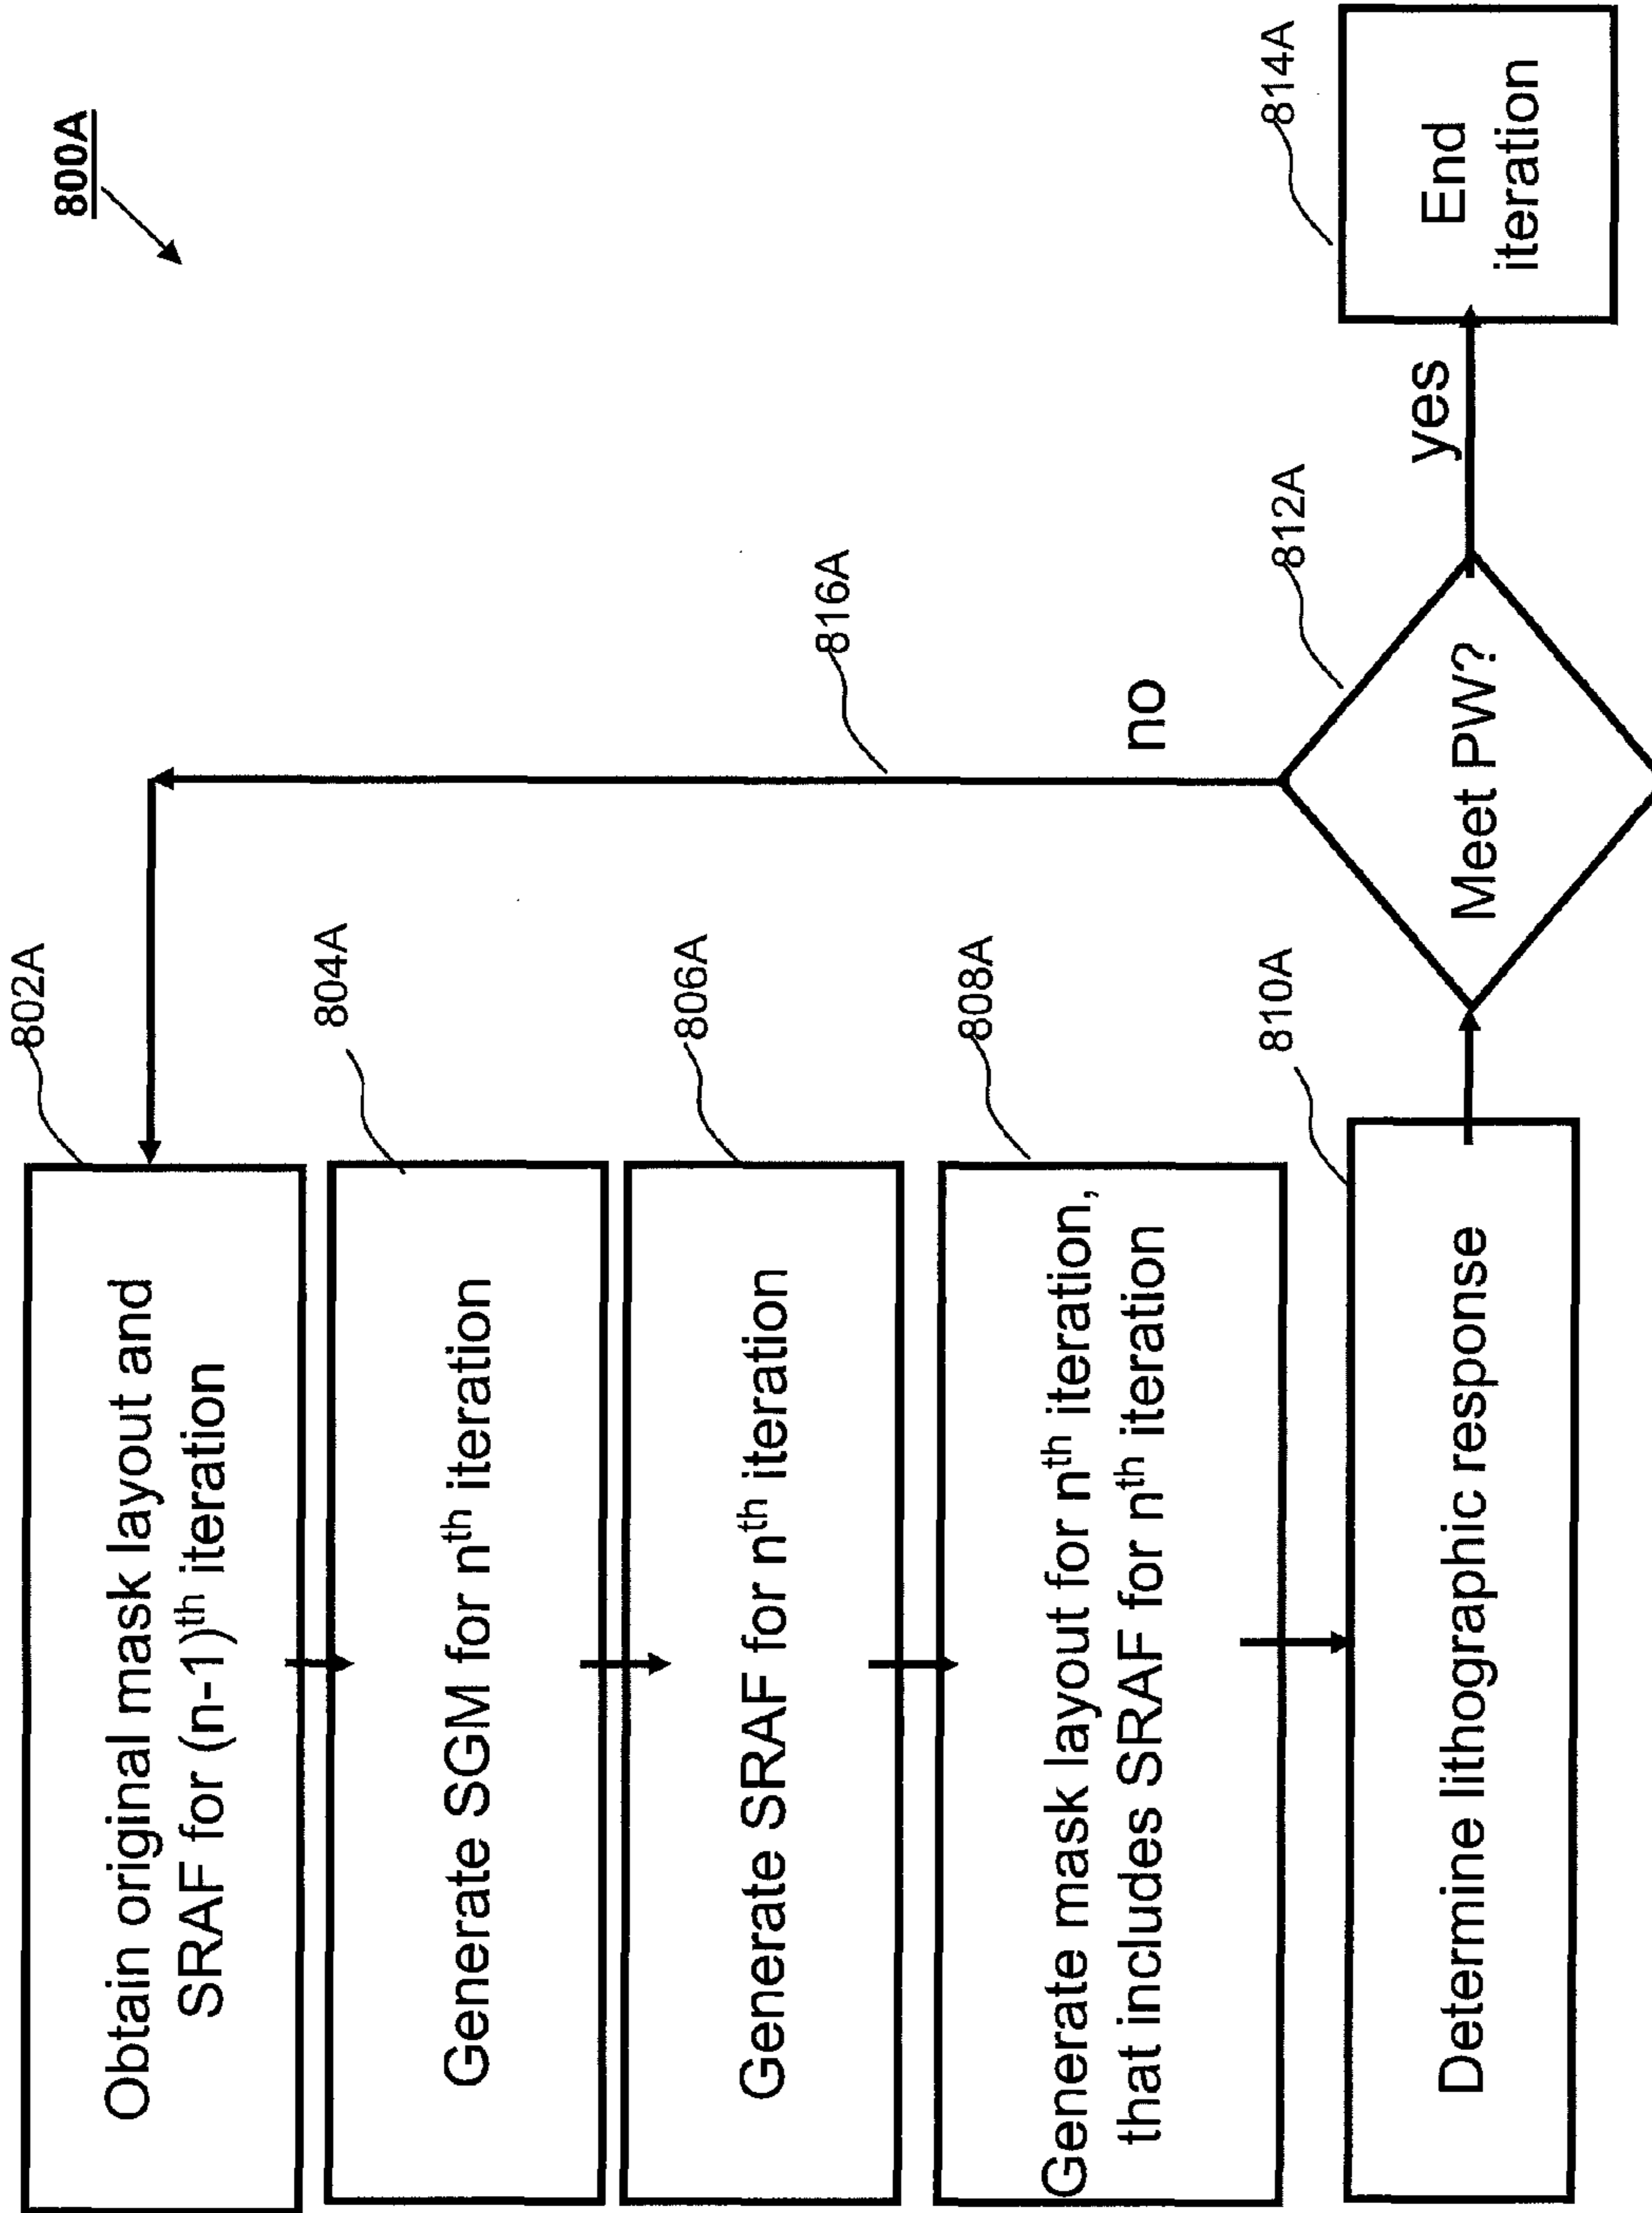 800A
802A
Obtain original mask layout and
SRAF for (n-1)th iteration
804A
Generate SGM for nth iteration
806A
Generate SRAF for nth iteration
808A
Generate mask layout for nth iteration,
that includes SRAF for nth iteration
810A
Determine lithographic response
812A
Meet PW?
no
816A
yes
814A
End
iteration